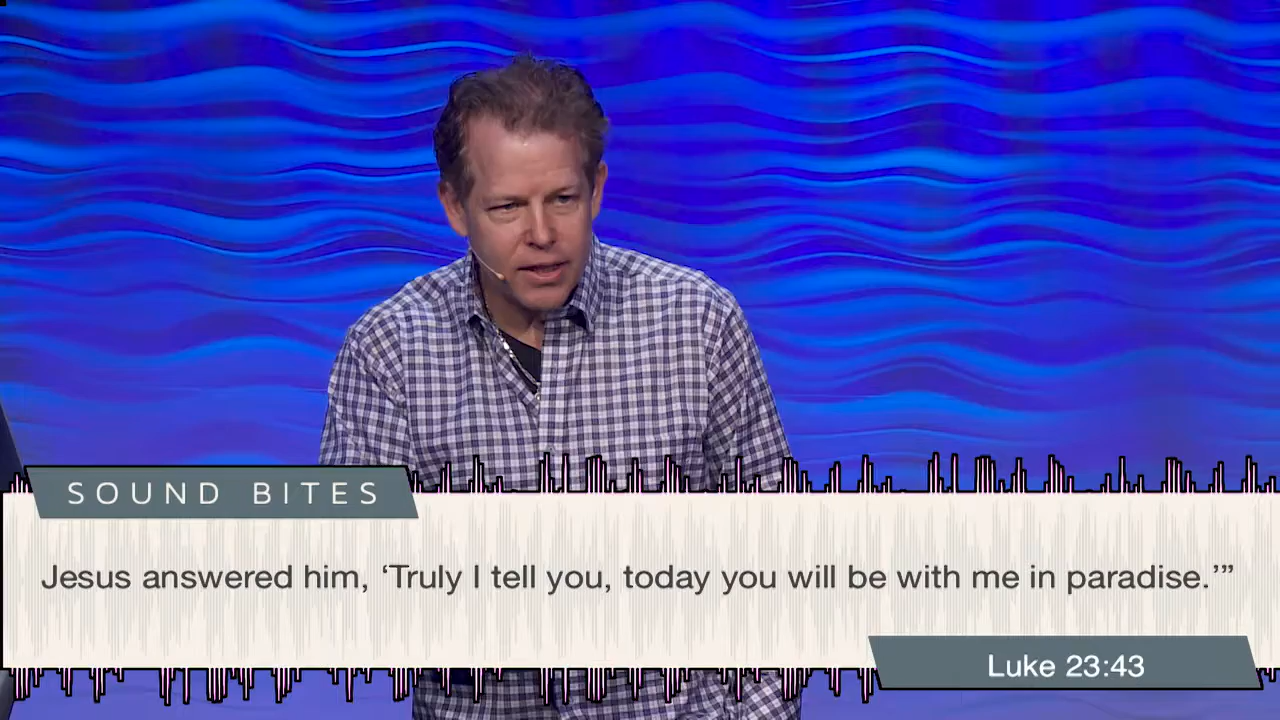 SOUND BITES
Jesus answered him, ‘Truly I tell you, today you will be with me in paradise.’”
Luke 23:43